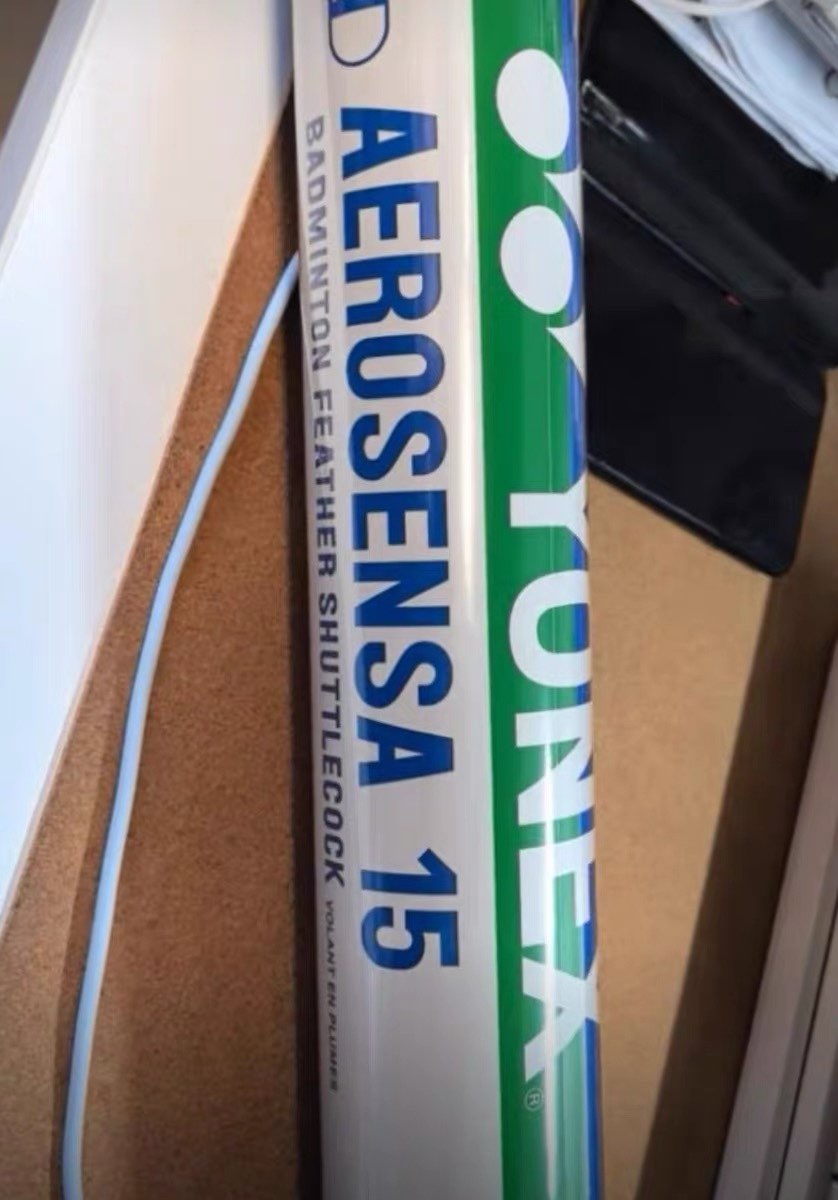 YONEX®
AEROSENSA 15
BADMINTON FEATHER SHUTTLECOCK VOLANT EN PLUMES